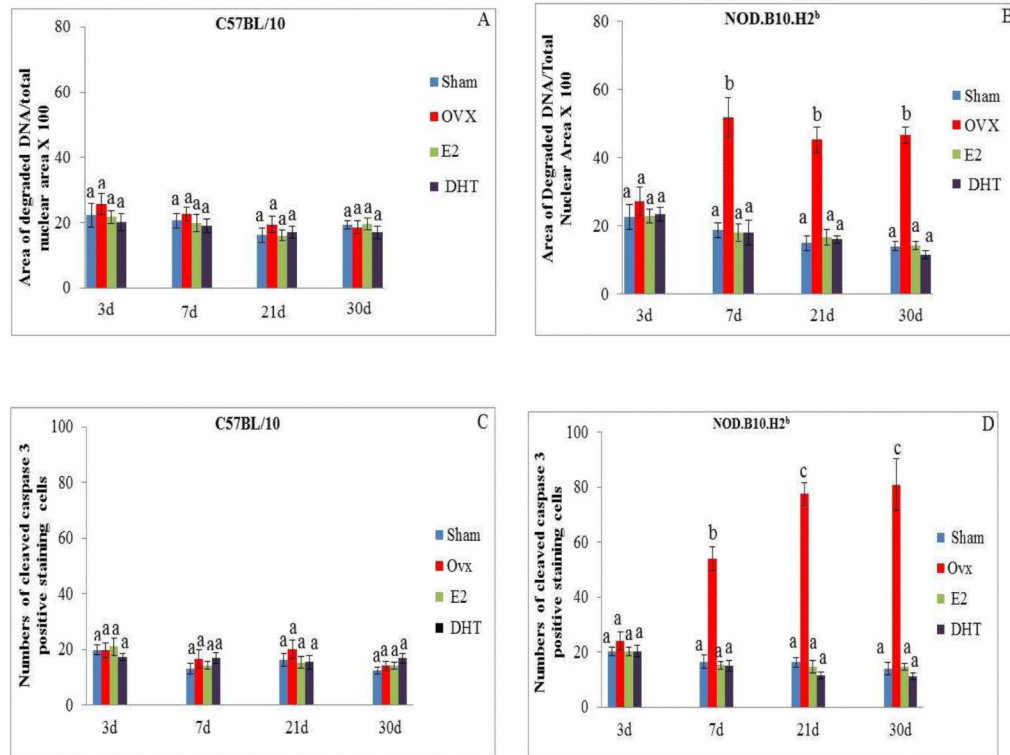 C57BL/10
A
Area of degraded DNA/total
nuclear area X 100
80
60
40
20
0
a a a a
a a a a
a a a a
a a a a
3d
7d
21d
30d
Sham
OVX
E2
DHT
NOD.B10.H2ᵇ
B
Area of Degraded DNA/Total
Nuclear Area X 100
80
60
40
20
0
a a a a
a b a a
a b a a
a b a a
3d
7d
21d
30d
Sham
OVX
E2
DHT
C57BL/10
C
Numbers of cleaved caspase 3
positive staining cells
100
80
60
40
20
0
a a a a
a a a a
a a a a
a a a a
3d
7d
21d
30d
Sham
Ovx
E2
DHT
NOD.B10.H2ᵇ
D
Numbers of cleaved caspase 3
positive staining cells
100
80
60
40
20
0
a a a a
a b a a
a c a a
a c a a
3d
7d
21d
30d
Sham
Ovx
E2
DHT